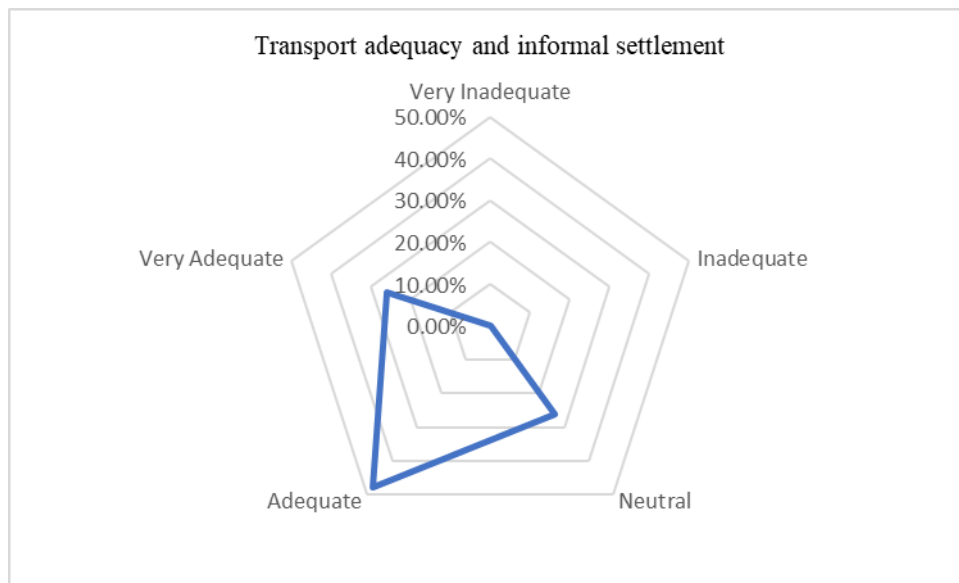 Transport adequacy and informal settlement
Very Inadequate
50.00%
40.00%
30.00%
20.00%
10.00%
0.00%
Very Adequate
Inadequate
Adequate
Neutral